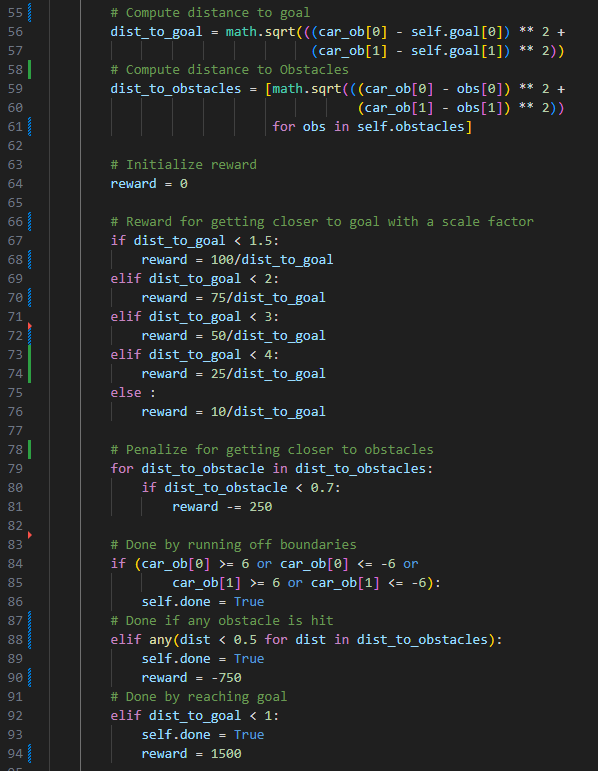 55 # Compute distance to goal
56 dist_to_goal = math.sqrt(((car_ob[0] - self.goal[0]) ** 2 +
57 (car_ob[1] - self.goal[1]) ** 2))
58 # Compute distance to Obstacles
59 dist_to_obstacles = [math.sqrt(((car_ob[0] - obs[0]) ** 2 +
60 (car_ob[1] - obs[1]) ** 2))
61 for obs in self.obstacles]
62
63 # Initialize reward
64 reward = 0
65
66 # Reward for getting closer to goal with a scale factor
67 if dist_to_goal < 1.5:
68 reward = 100/dist_to_goal
69 elif dist_to_goal < 2:
70 reward = 75/dist_to_goal
71 elif dist_to_goal < 3:
72 reward = 50/dist_to_goal
73 elif dist_to_goal < 4:
74 reward = 25/dist_to_goal
75 else :
76 reward = 10/dist_to_goal
77
78 # Penalize for getting closer to obstacles
79 for dist_to_obstacle in dist_to_obstacles:
80 if dist_to_obstacle < 0.7:
81 reward -= 250
82
83 # Done by running off boundaries
84 if (car_ob[0] >= 6 or car_ob[0] <= -6 or
85 car_ob[1] >= 6 or car_ob[1] <= -6):
86 self.done = True
87 # Done if any obstacle is hit
88 elif any(dist < 0.5 for dist in dist_to_obstacles):
89 self.done = True
90 reward = -750
91 # Done by reaching goal
92 elif dist_to_goal < 1:
93 self.done = True
94 reward = 1500